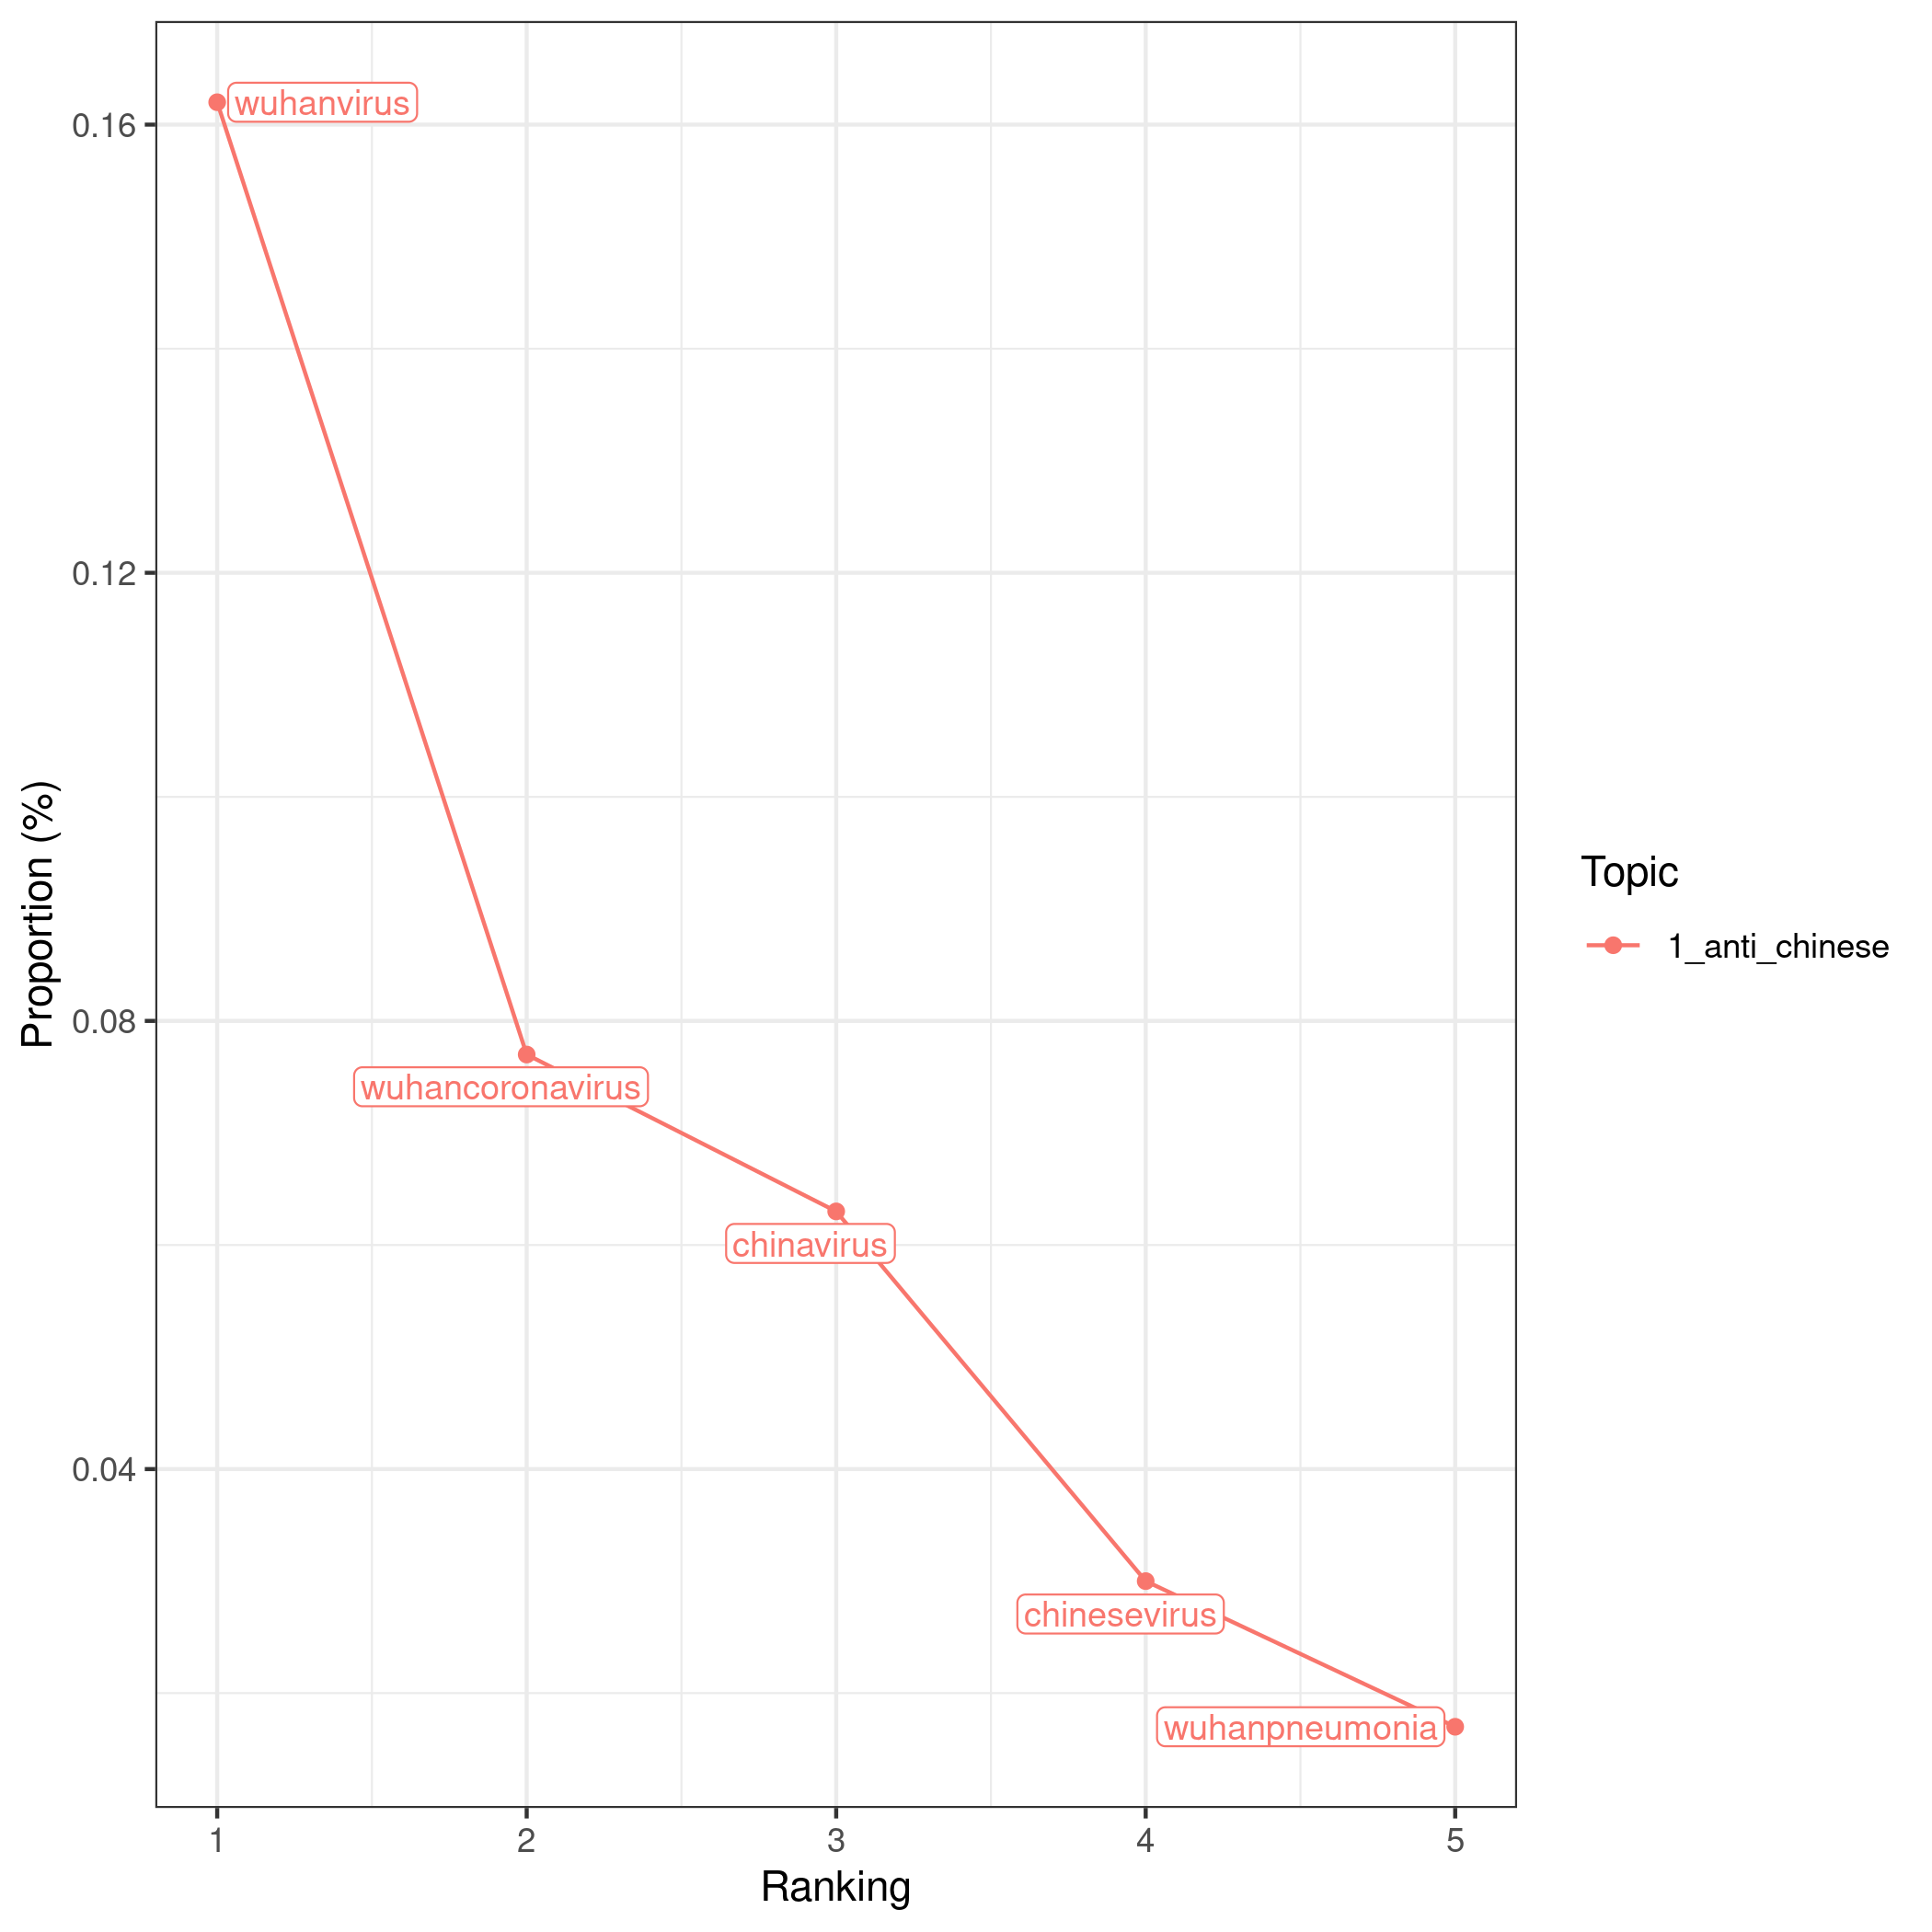 wuhanvirus
0.16
0.12
0.08
wuhancoronavirus
chinavirus
0.04
chinesevirus
wuhanpneumonia
1 2 3 4 5
Ranking
Proportion (%)
Topic
1_anti_chinese